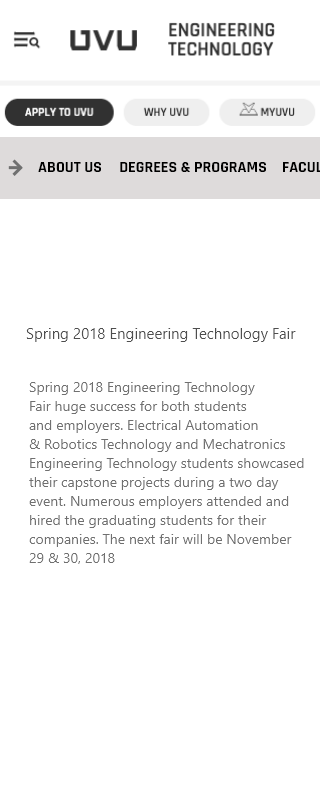 UVU
ENGINEERING
TECHNOLOGY
APPLY TO UVU
WHY UVU
MYUVU
ABOUT US
DEGREES & PROGRAMS
FACUL
Spring 2018 Engineering Technology Fair
Spring 2018 Engineering Technology
Fair huge success for both students
and employers. Electrical Automation
& Robotics Technology and Mechatronics
Engineering Technology students showcased
their capstone projects during a two day
event. Numerous employers attended and
hired the graduating students for their
companies. The next fair will be November
29 & 30, 2018